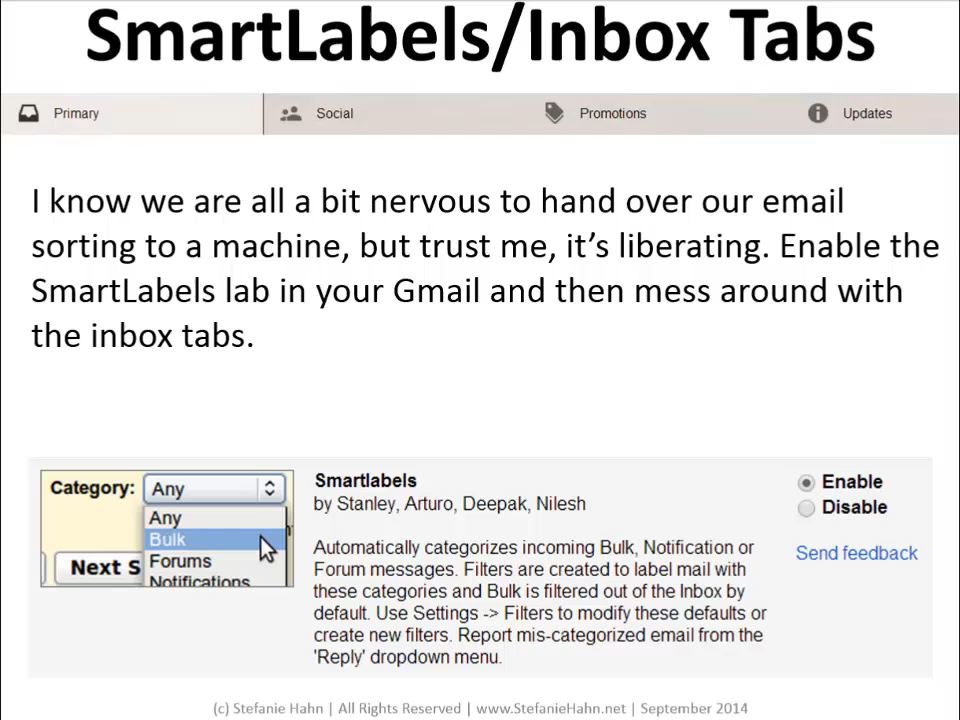 SmartLabels/Inbox Tabs
Primary Social Promotions Updates
I know we are all a bit nervous to hand over our email
sorting to a machine, but trust me, it’s liberating. Enable the
SmartLabels lab in your Gmail and then mess around with
the inbox tabs.
Category: Any
Any
Bulk
Forums
Notifications
Next S
Smartlabels
by Stanley, Arturo, Deepak, Nilesh
Automatically categorizes incoming Bulk, Notification or
Forum messages. Filters are created to label mail with
these categories and Bulk is filtered out of the Inbox by
default. Use Settings -> Filters to modify these defaults or
create new filters. Report mis-categorized email from the
'Reply' dropdown menu.
Enable
Disable
Send feedback
(c) Stefanie Hahn | All Rights Reserved | www.StefanieHahn.net | September 2014